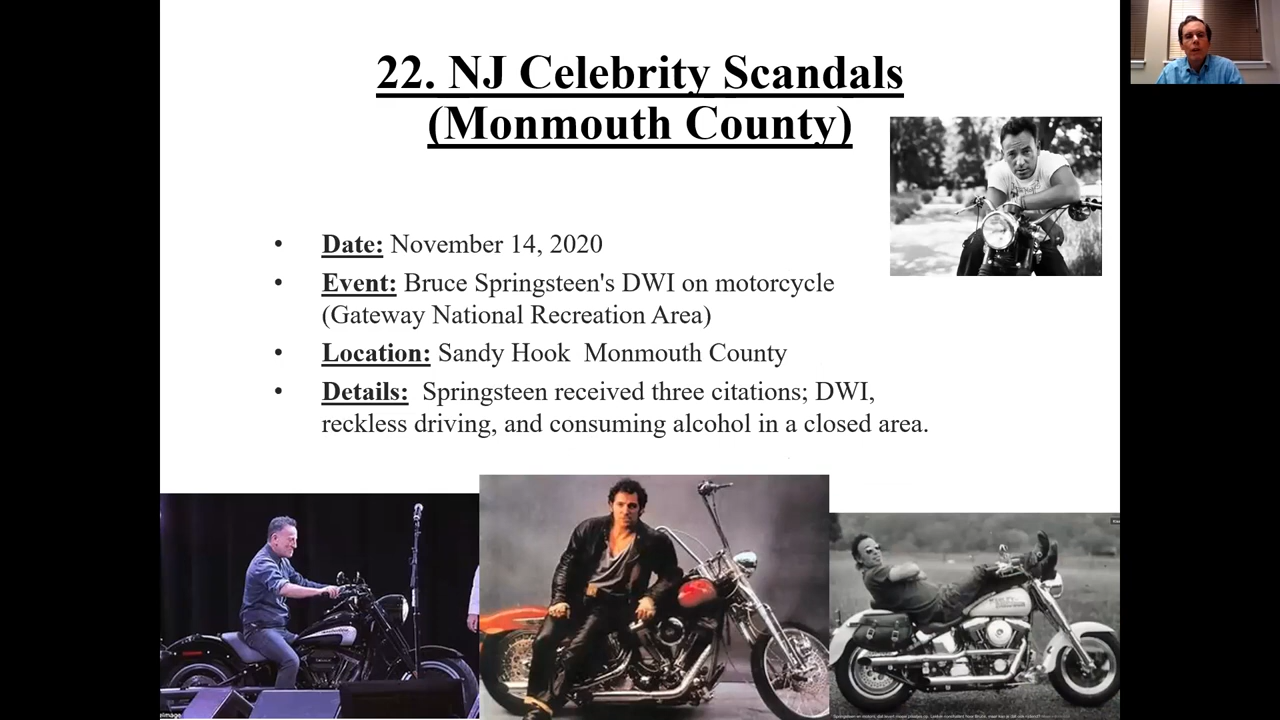 22. NJ Celebrity Scandals
(Monmouth County)
• Date: November 14, 2020
• Event: Bruce Springsteen's DWI on motorcycle
(Gateway National Recreation Area)
• Location: Sandy Hook  Monmouth County
• Details:  Springsteen received three citations; DWI,
reckless driving, and consuming alcohol in a closed area.